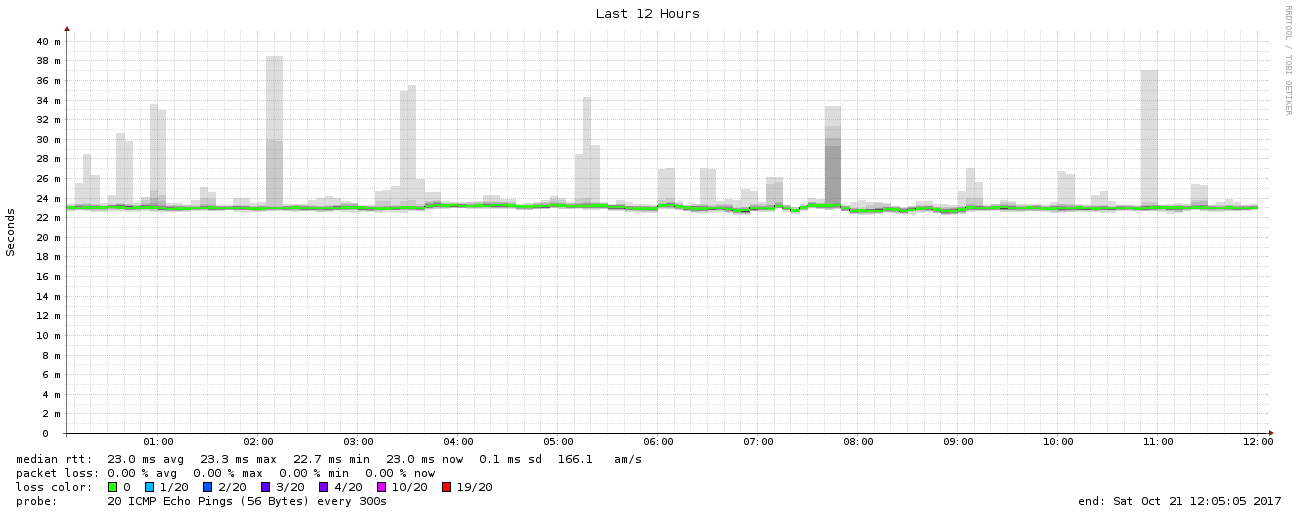 Last 12 Hours
RRDTOOL / TOBI OETIKER
Seconds
40 m
38 m
36 m
34 m
32 m
30 m
28 m
26 m
24 m
22 m
20 m
18 m
16 m
14 m
12 m
10 m
8 m
6 m
4 m
2 m
0
01:00 02:00 03:00 04:00 05:00 06:00 07:00 08:00 09:00 10:00 11:00 12:00
median rtt: 23.0 ms avg 23.3 ms max 22.7 ms min 23.0 ms now 0.1 ms sd 166.1 am/s
packet loss: 0.00 % avg 0.00 % max 0.00 % min 0.00 % now
loss color: 0 1/20 2/20 3/20 4/20 10/20 19/20
probe: 20 ICMP Echo Pings (56 Bytes) every 300s end: Sat Oct 21 12:05:05 2017